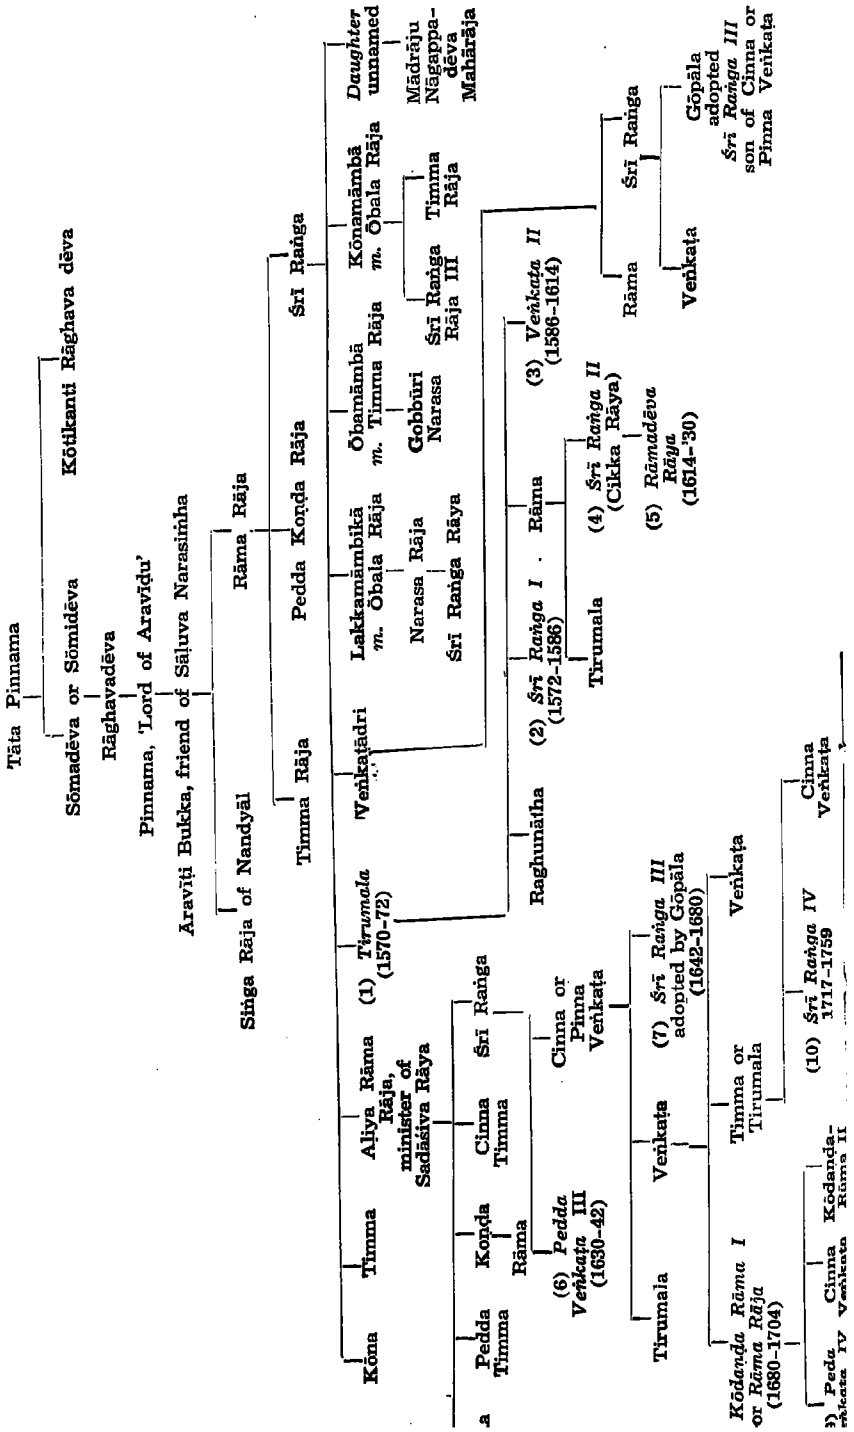 Tāta Pinnama
Sōmadēva or Sōmidēva
Kōtikanti Rāghava dēva
Rāghavadēva
Pinnama, 'Lord of Aravīḍu'
Āravīṭi Bukka, friend of Sāḷuva Narasiṁha
Siṅga Rāja of Nandyāl
Rāma Rāja
Timma Rāja
Pedda Koṇḍa Rāja
Śrī Raṅga
Kōna
Timma
Aḷiya Rāma
Rāja,
minister of
Sadāśiva Rāya
(1) Tirumala
(1570-72)
Veṅkaṭādri
Lakkamāmbikā
m. Ōbala Rāja
Narasa Rāja
Śrī Raṅga Rāya
Ōbamāmbā
m. Timma Rāja
Gobbūri
Narasa
Kōnamāmbā
m. Ōbala Rāja
Śrī Raṅga
Rāja III
Timma
Rāja
Daughter
unnamed
Mādrāju
Nāgappa-
dēva
Mahārāja
a
Pedda
Timma
Koṇḍa
Rāma
Cinna
Timma
Śrī Raṅga
(6) Pedda
Veṅkaṭa III
(1630-42)
Cinna or
Pinna
Veṅkaṭa
Raghunātha
(2) Śrī Raṅga I
(1572-1586)
Rāma
(3) Veṅkaṭa II
(1586-1614)
Tirumala
(4) Śrī Raṅga II
(Cikka Rāya)
(5) Rāmadēva
Rāya
(1614-'30)
Rāma
Śrī Raṅga
Veṅkaṭa
Gōpāla
adopted
Śrī Raṅga III
son of Cinna or
Pinna Veṅkaṭa
Tirumala
Veṅkaṭa
(7) Śrī Raṅga III
adopted by Gōpāla
(1642-1680)
Kōdaṇḍa Rāma I
or Rāma Rāja
(1680-1704)
Timma or
Tirumala
Veṅkaṭa
(10) Śrī Raṅga IV
1717-1759
Cinna
Veṅkaṭa
) Peda
ṅkaṭa IV
Cinna
Veṅkaṭa
Kōdaṇḍa-
Rāma II